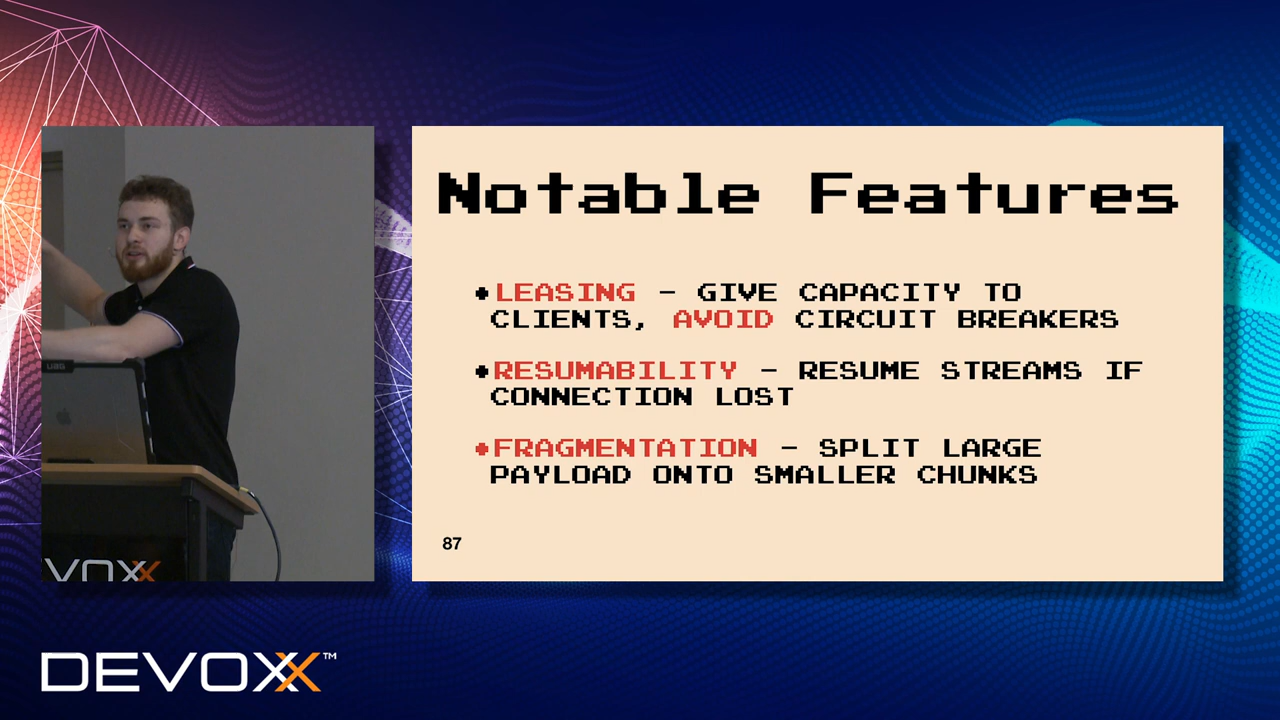 Notable Features
•LEASING – GIVE CAPACITY TO
CLIENTS, AVOID CIRCUIT BREAKERS
•RESUMABILITY – RESUME STREAMS IF
CONNECTION LOST
•FRAGMENTATION – SPLIT LARGE
PAYLOAD ONTO SMALLER CHUNKS
87
VOXX
DEVOXX™